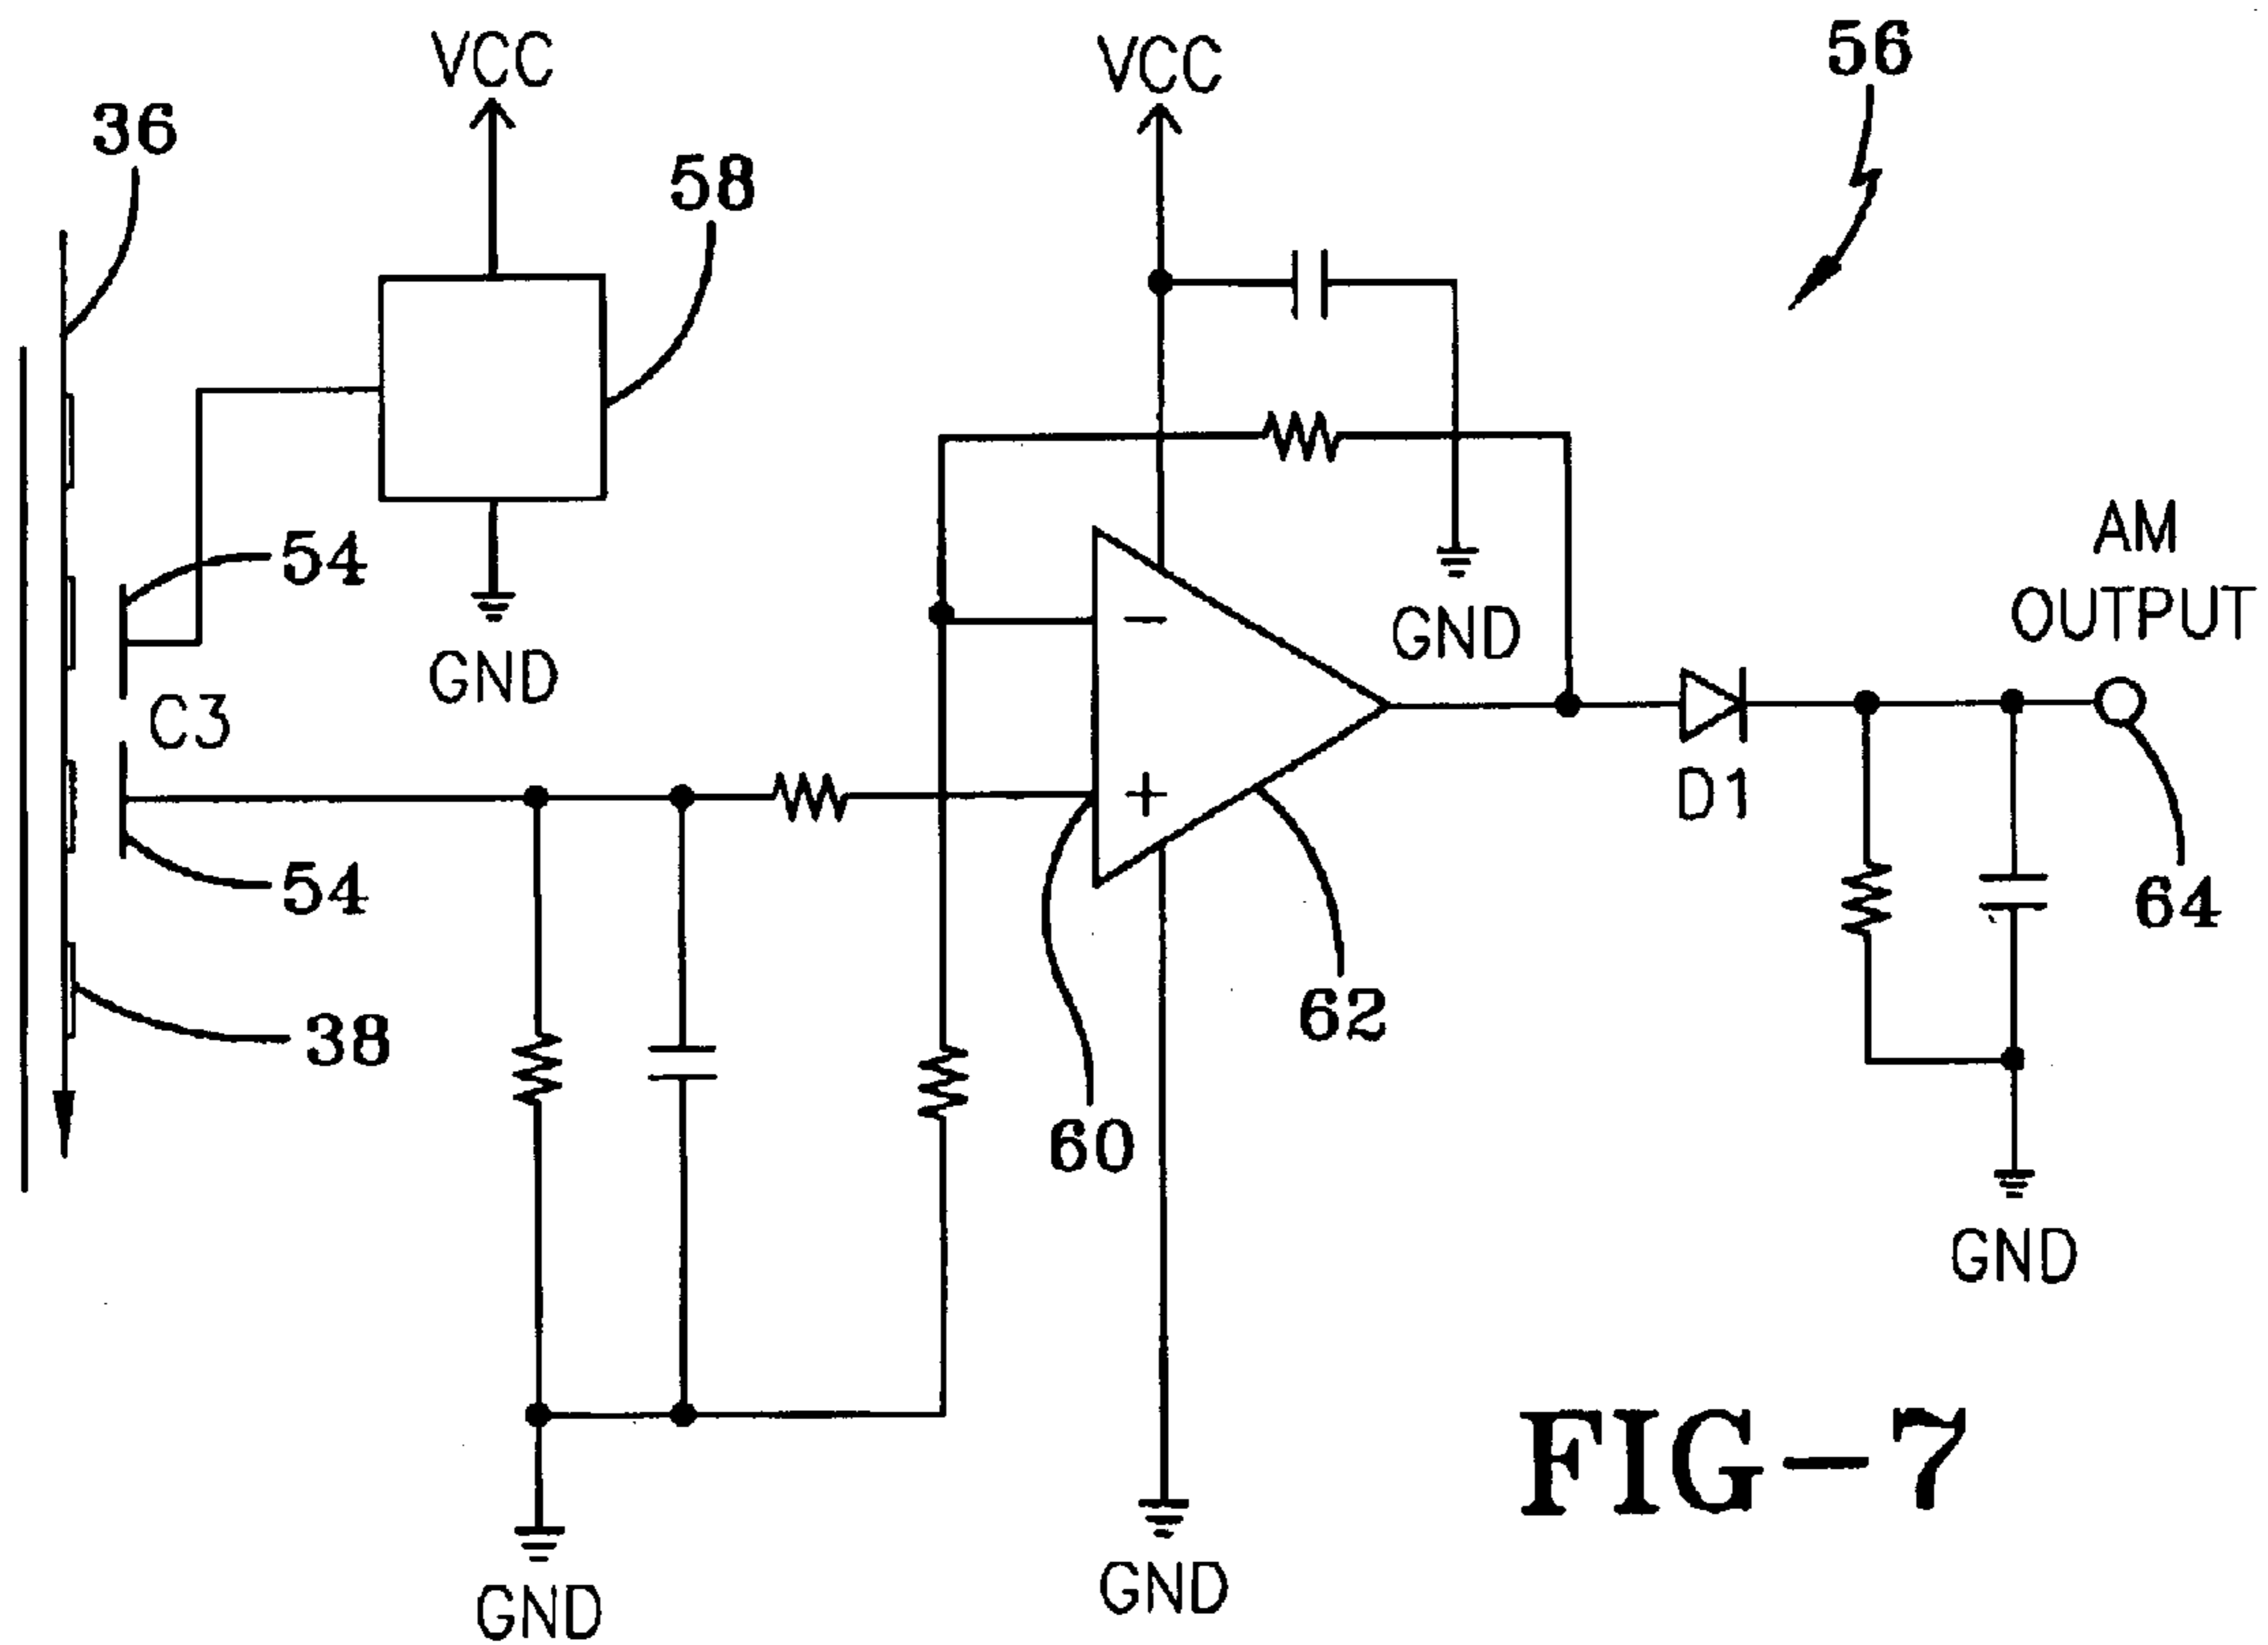 VCC
VCC
56
36
58
54
AM
OUTPUT
GND
GND
C3
D1
54
64
38
62
60
GND
FIG-7
GND
GND